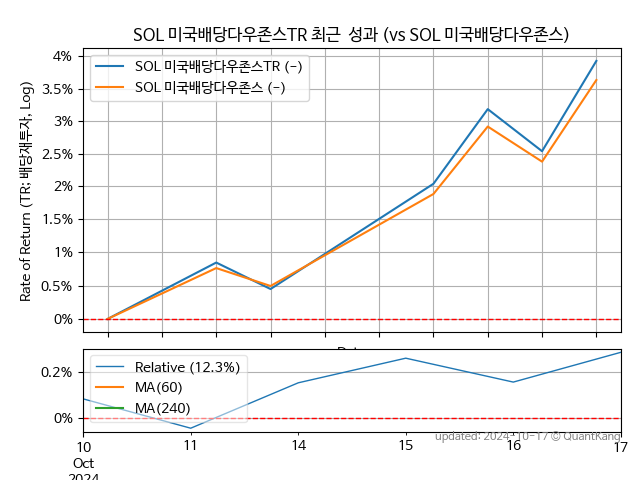 SOL 미국배당다우존스TR 최근 성과 (vs SOL 미국배당다우존스)
Rate of Return (TR: 배당재투자, Log)
4%
3.5%
3%
2.5%
2%
1.5%
1%
0.5%
0%
SOL 미국배당다우존스TR (-)
SOL 미국배당다우존스 (-)
0.2%
0%
Relative (12.3%)
MA(60)
MA(240)
updated: 2024-10-17 © QuantKang
10 11 14 15 16 17
Oct
2024